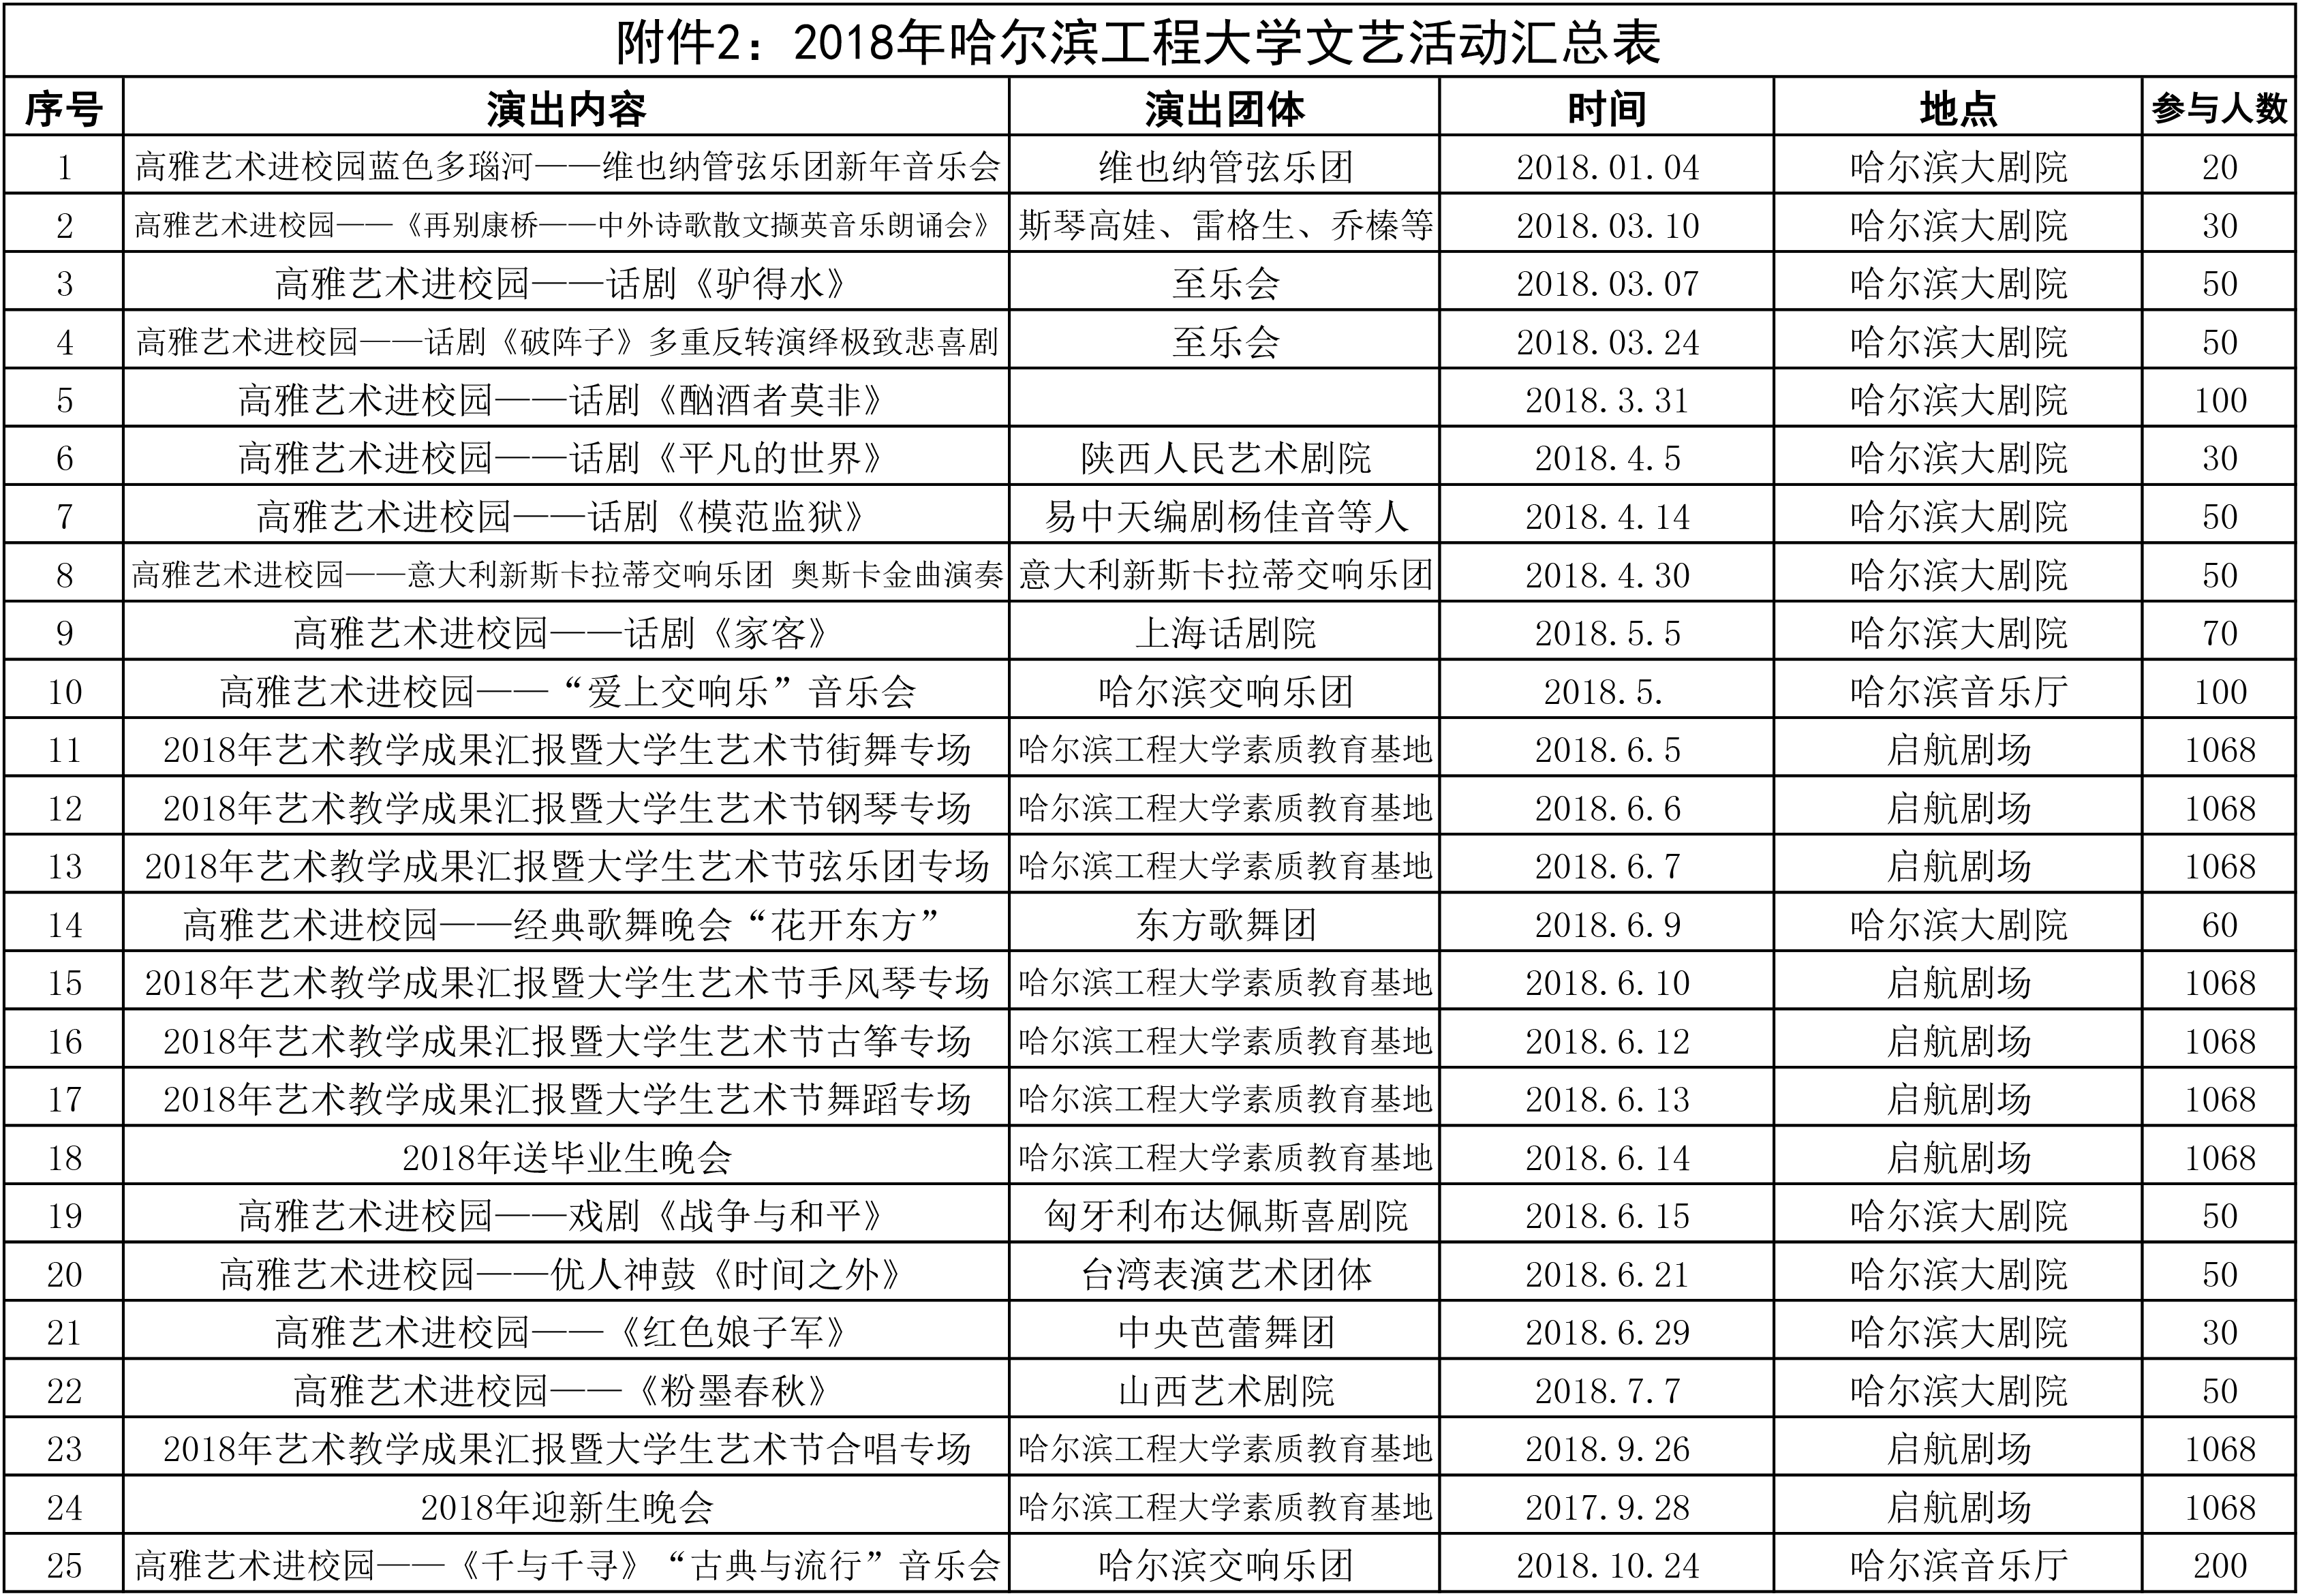 附件2：2018年哈尔滨工程大学文艺活动汇总表
序号 演出内容 演出团体 时间 地点 参与人数
1 高雅艺术进校园蓝色多瑙河——维也纳管弦乐团新年音乐会 维也纳管弦乐团 2018.01.04 哈尔滨大剧院 20
2 高雅艺术进校园——《再别康桥——中外诗歌散文撷英音乐朗诵会》 斯琴高娃、雷格生、乔榛等 2018.03.10 哈尔滨大剧院 30
3 高雅艺术进校园——话剧《驴得水》 至乐会 2018.03.07 哈尔滨大剧院 50
4 高雅艺术进校园——话剧《破阵子》多重反转演绎极致悲喜剧 至乐会 2018.03.24 哈尔滨大剧院 50
5 高雅艺术进校园——话剧《酗酒者莫非》 2018.3.31 哈尔滨大剧院 100
6 高雅艺术进校园——话剧《平凡的世界》 陕西人民艺术剧院 2018.4.5 哈尔滨大剧院 30
7 高雅艺术进校园——话剧《模范监狱》 易中天编剧杨佳音等人 2018.4.14 哈尔滨大剧院 50
8 高雅艺术进校园——意大利新斯卡拉蒂交响乐团 奥斯卡金曲演奏 意大利新斯卡拉蒂交响乐团 2018.4.30 哈尔滨大剧院 50
9 高雅艺术进校园——话剧《家客》 上海话剧院 2018.5.5 哈尔滨大剧院 70
10 高雅艺术进校园——“爱上交响乐”音乐会 哈尔滨交响乐团 2018.5. 哈尔滨音乐厅 100
11 2018年艺术教学成果汇报暨大学生艺术节街舞专场 哈尔滨工程大学素质教育基地 2018.6.5 启航剧场 1068
12 2018年艺术教学成果汇报暨大学生艺术节钢琴专场 哈尔滨工程大学素质教育基地 2018.6.6 启航剧场 1068
13 2018年艺术教学成果汇报暨大学生艺术节弦乐团专场 哈尔滨工程大学素质教育基地 2018.6.7 启航剧场 1068
14 高雅艺术进校园——经典歌舞晚会“花开东方” 东方歌舞团 2018.6.9 哈尔滨大剧院 60
15 2018年艺术教学成果汇报暨大学生艺术节手风琴专场 哈尔滨工程大学素质教育基地 2018.6.10 启航剧场 1068
16 2018年艺术教学成果汇报暨大学生艺术节古筝专场 哈尔滨工程大学素质教育基地 2018.6.12 启航剧场 1068
17 2018年艺术教学成果汇报暨大学生艺术节舞蹈专场 哈尔滨工程大学素质教育基地 2018.6.13 启航剧场 1068
18 2018年送毕业生晚会 哈尔滨工程大学素质教育基地 2018.6.14 启航剧场 1068
19 高雅艺术进校园——戏剧《战争与和平》 匈牙利布达佩斯喜剧院 2018.6.15 哈尔滨大剧院 50
20 高雅艺术进校园——优人神鼓《时间之外》 台湾表演艺术团体 2018.6.21 哈尔滨大剧院 50
21 高雅艺术进校园——《红色娘子军》 中央芭蕾舞团 2018.6.29 哈尔滨大剧院 30
22 高雅艺术进校园——《粉墨春秋》 山西艺术剧院 2018.7.7 哈尔滨大剧院 50
23 2018年艺术教学成果汇报暨大学生艺术节合唱专场 哈尔滨工程大学素质教育基地 2018.9.26 启航剧场 1068
24 2018年迎新生晚会 哈尔滨工程大学素质教育基地 2017.9.28 启航剧场 1068
25 高雅艺术进校园——《千与千寻》“古典与流行”音乐会 哈尔滨交响乐团 2018.10.24 哈尔滨音乐厅 200